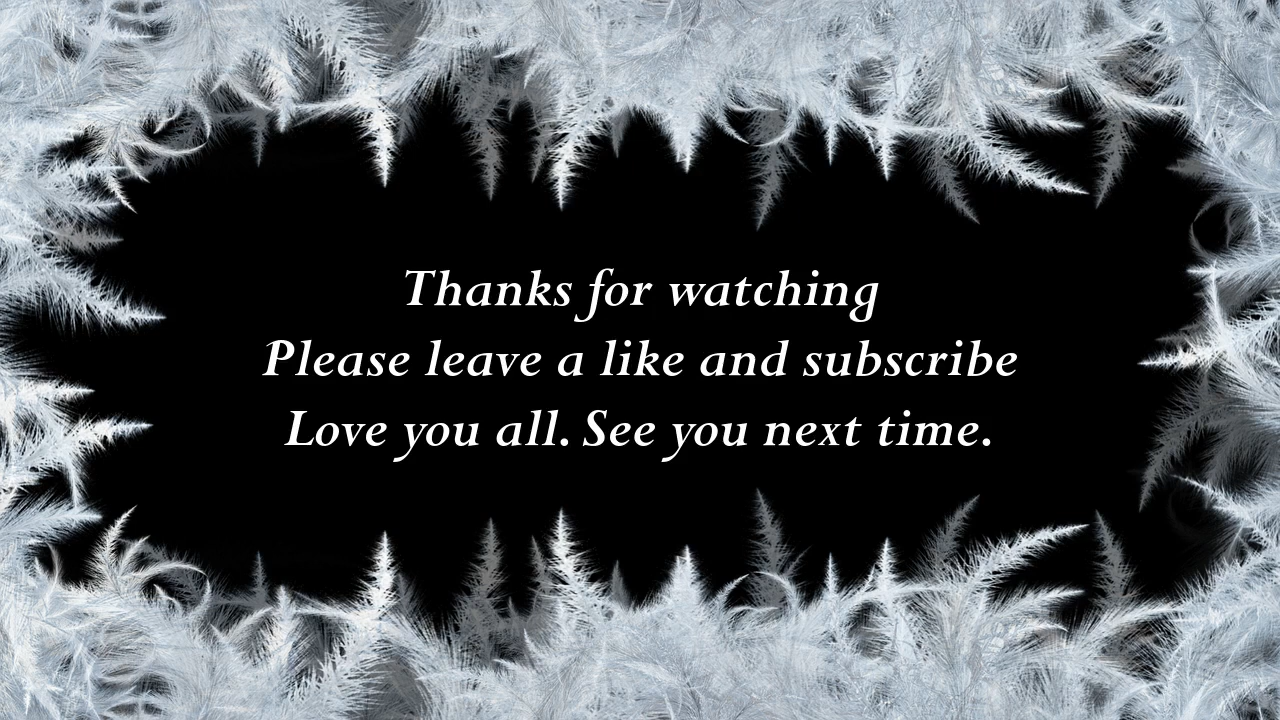 Thanks for watching
Please leave a like and subscribe
Love you all. See you next time.